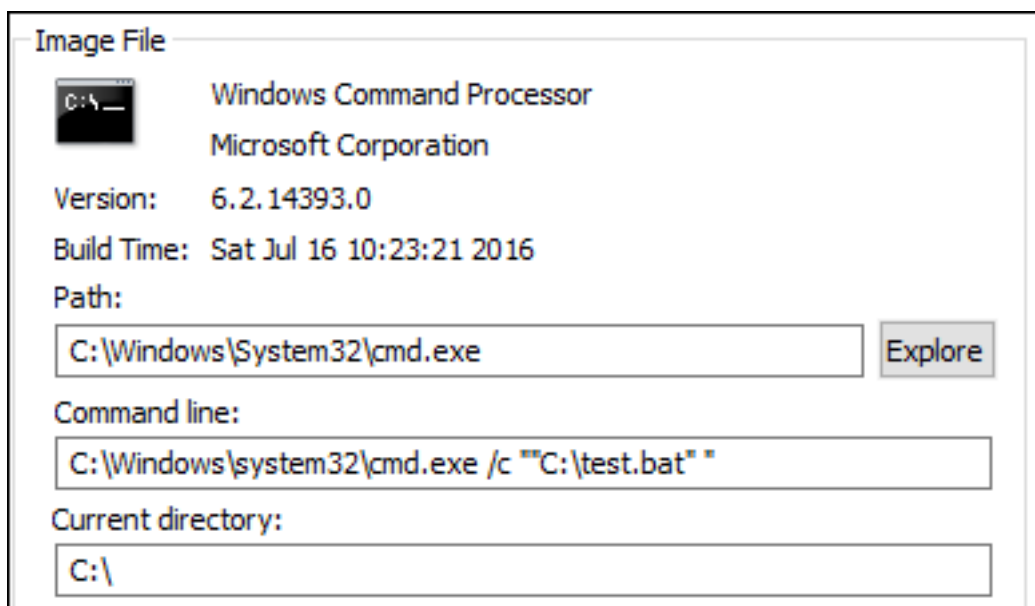 Image File
C:\
Windows Command Processor
Microsoft Corporation
Version: 6.2.14393.0
Build Time: Sat Jul 16 10:23:21 2016
Path:
C:\Windows\System32\cmd.exe Explore
Command line:
C:\Windows\system32\cmd.exe /c ""C:\test.bat" "
Current directory:
C:\